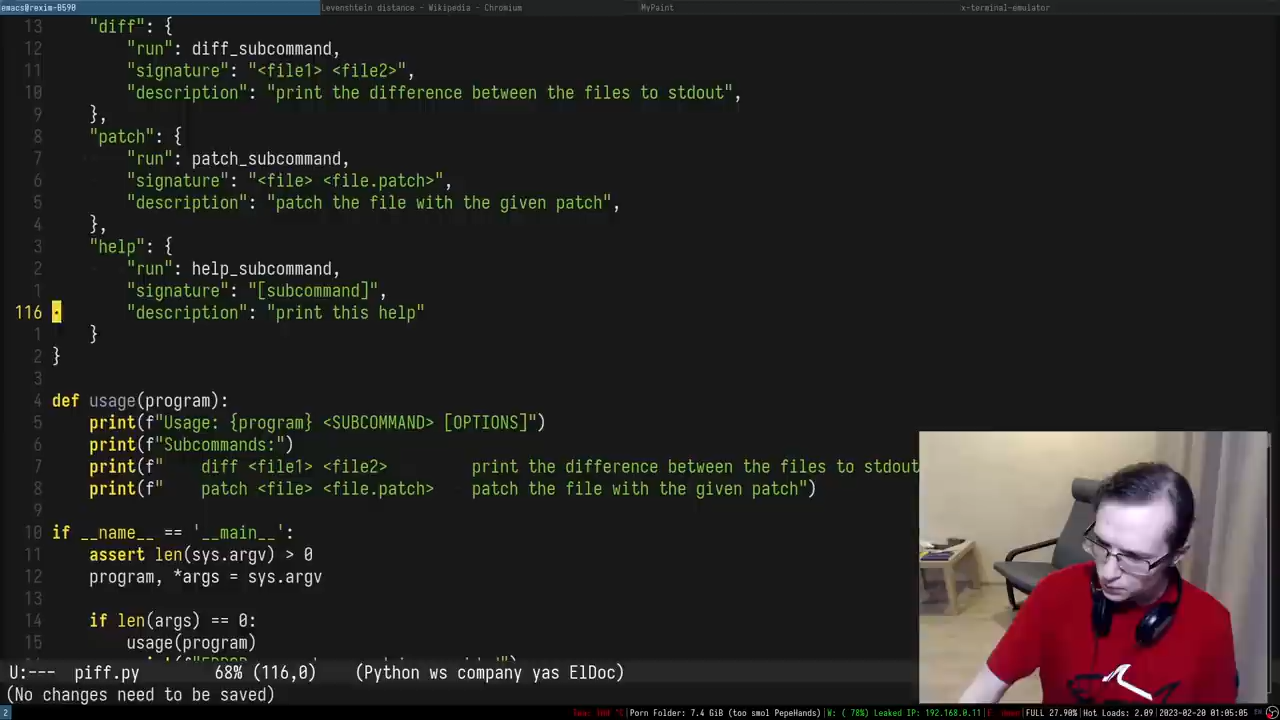 emacs@rexim-B590 Levenshtein distance - Wikipedia - Chromium MyPaint x-terminal-emulator
13 "diff": {
12 "run": diff_subcommand,
11 "signature": "<file1> <file2>",
10 "description": "print the difference between the files to stdout",
9 },
8 "patch": {
7 "run": patch_subcommand,
6 "signature": "<file> <file.patch>",
5 "description": "patch the file with the given patch",
4 },
3 "help": {
2 "run": help_subcommand,
1 "signature": "[subcommand]",
116 "description": "print this help"
1 }
2 }
3
4 def usage(program):
5 print(f"Usage: {program} <SUBCOMMAND> [OPTIONS]")
6 print(f"Subcommands:")
7 print(f" diff <file1> <file2> print the difference between the files to stdout
8 print(f" patch <file> <file.patch> patch the file with the given patch")
9
10 if __name__ == '__main__':
11 assert len(sys.argv) > 0
12 program, *args = sys.argv
13
14 if len(args) == 0:
15 usage(program)
U:--- piff.py 68% (116,0) (Python ws company yas ElDoc)
(No changes need to be saved)
2 Porn Folder: 7.4 GiB (too smol PepeHands) W: ( 78%) Leaked IP: 192.168.0.11 FULL 27.90% Hot Loads: 2.09 2023-02-20 01:05:05